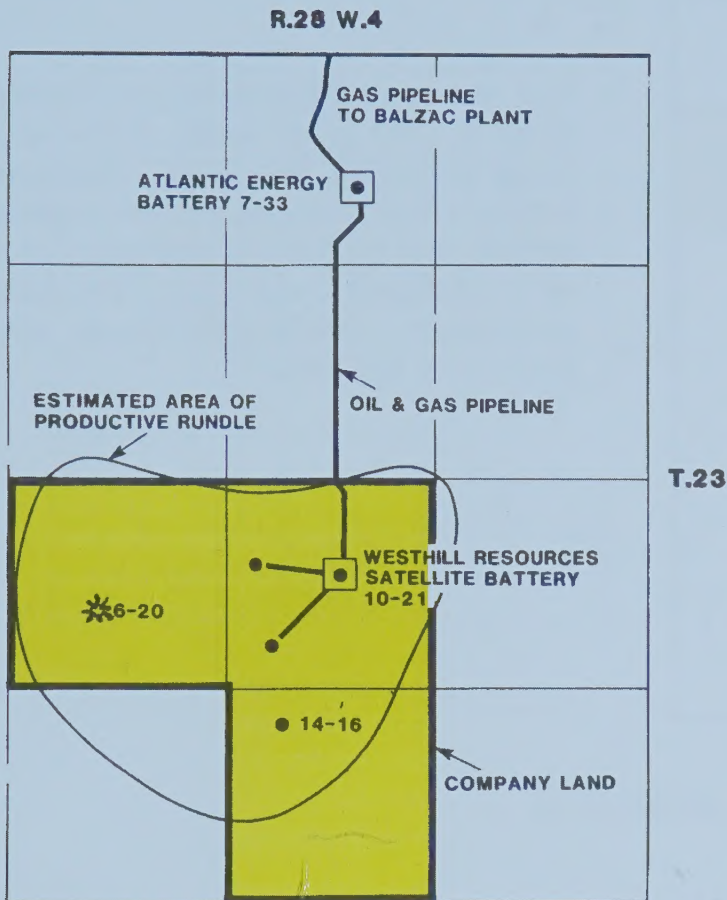 R.28 W.4
GAS PIPELINE
TO BALZAC PLANT
ATLANTIC ENERGY
BATTERY 7-33
ESTIMATED AREA OF
PRODUCTIVE RUNDLE
OIL & GAS PIPELINE
T.23
WESTHILL RESOURCES
SATELLITE BATTERY
10-21
6-20
14-16
COMPANY LAND